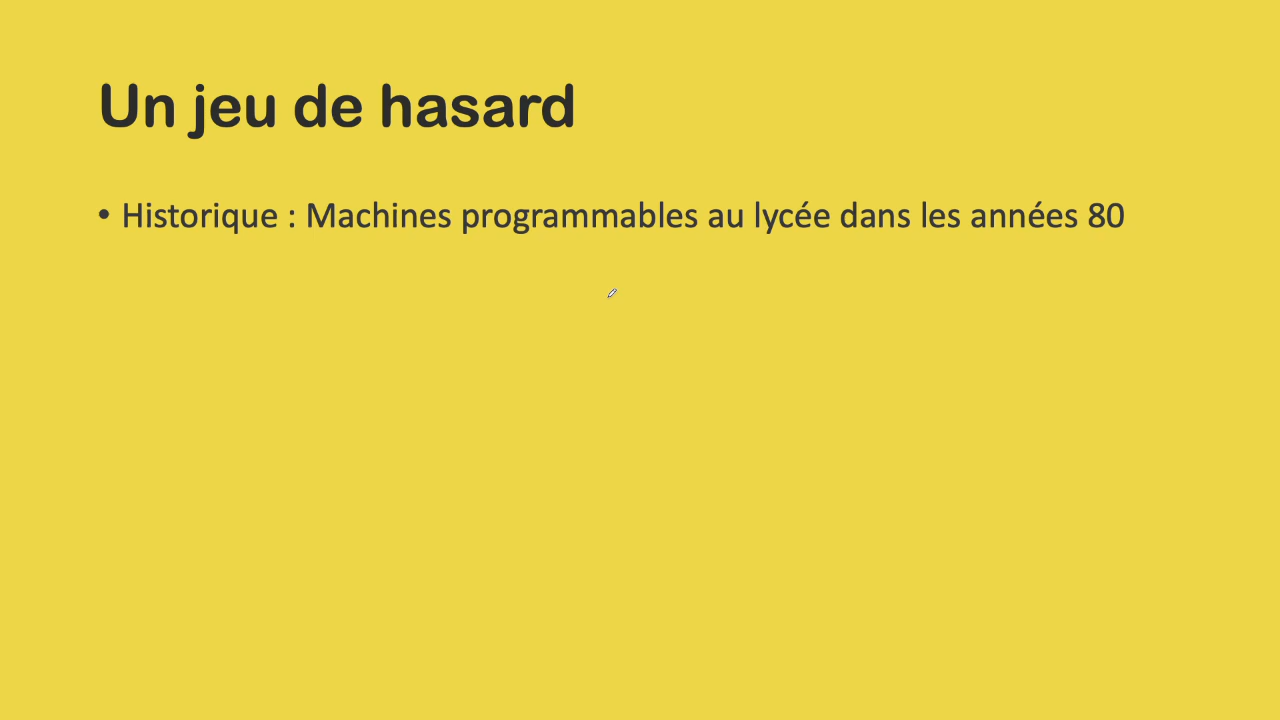 Un jeu de hasard
• Historique : Machines programmables au lycée dans les années 80